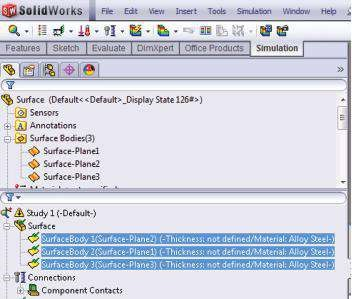 SolidWorks File Edit View Insert Tools Simulation Window Help
Features Sketch Evaluate DimXpert Office Products Simulation
Surface (Default<<Default>_Display State 126#>)
Sensors
Annotations
Surface Bodies(3)
Surface-Plane1
Surface-Plane2
Surface-Plane3
Study 1 (-Default-)
Surface
SurfaceBody 1(Surface-Plane2) (-Thickness: not defined/Material: Alloy Steel-)
SurfaceBody 2(Surface-Plane1) (-Thickness: not defined/Material: Alloy Steel-)
SurfaceBody 3(Surface-Plane3) (-Thickness: not defined/Material: Alloy Steel-)
Connections
Component Contacts